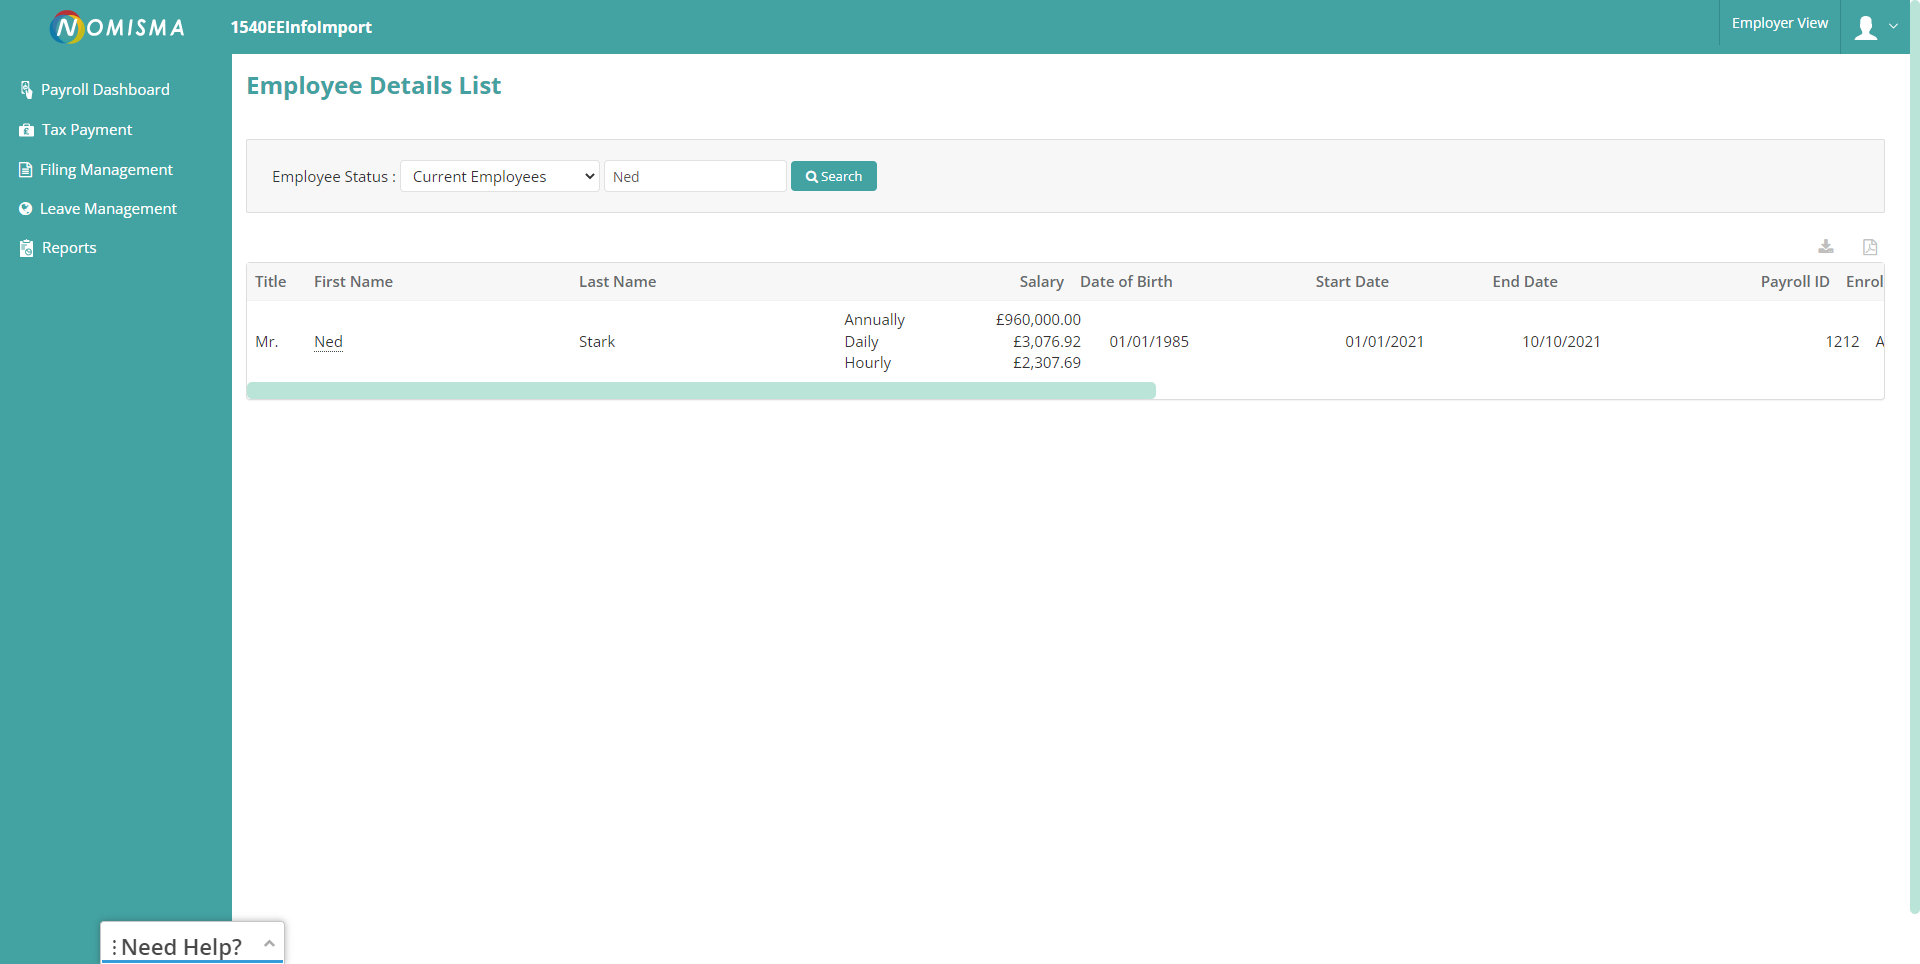 NOMISMA
1540EEInfoImport
Employer View
Payroll Dashboard
Tax Payment
Filing Management
Leave Management
Reports
Employee Details List
Employee Status : Current Employees Ned Search
Title First Name Last Name Salary Date of Birth Start Date End Date Payroll ID Enrol
Annually £960,000.00
Mr. Ned Stark Daily £3,076.92 01/01/1985 01/01/2021 10/10/2021 1212 A
Hourly £2,307.69
Need Help?